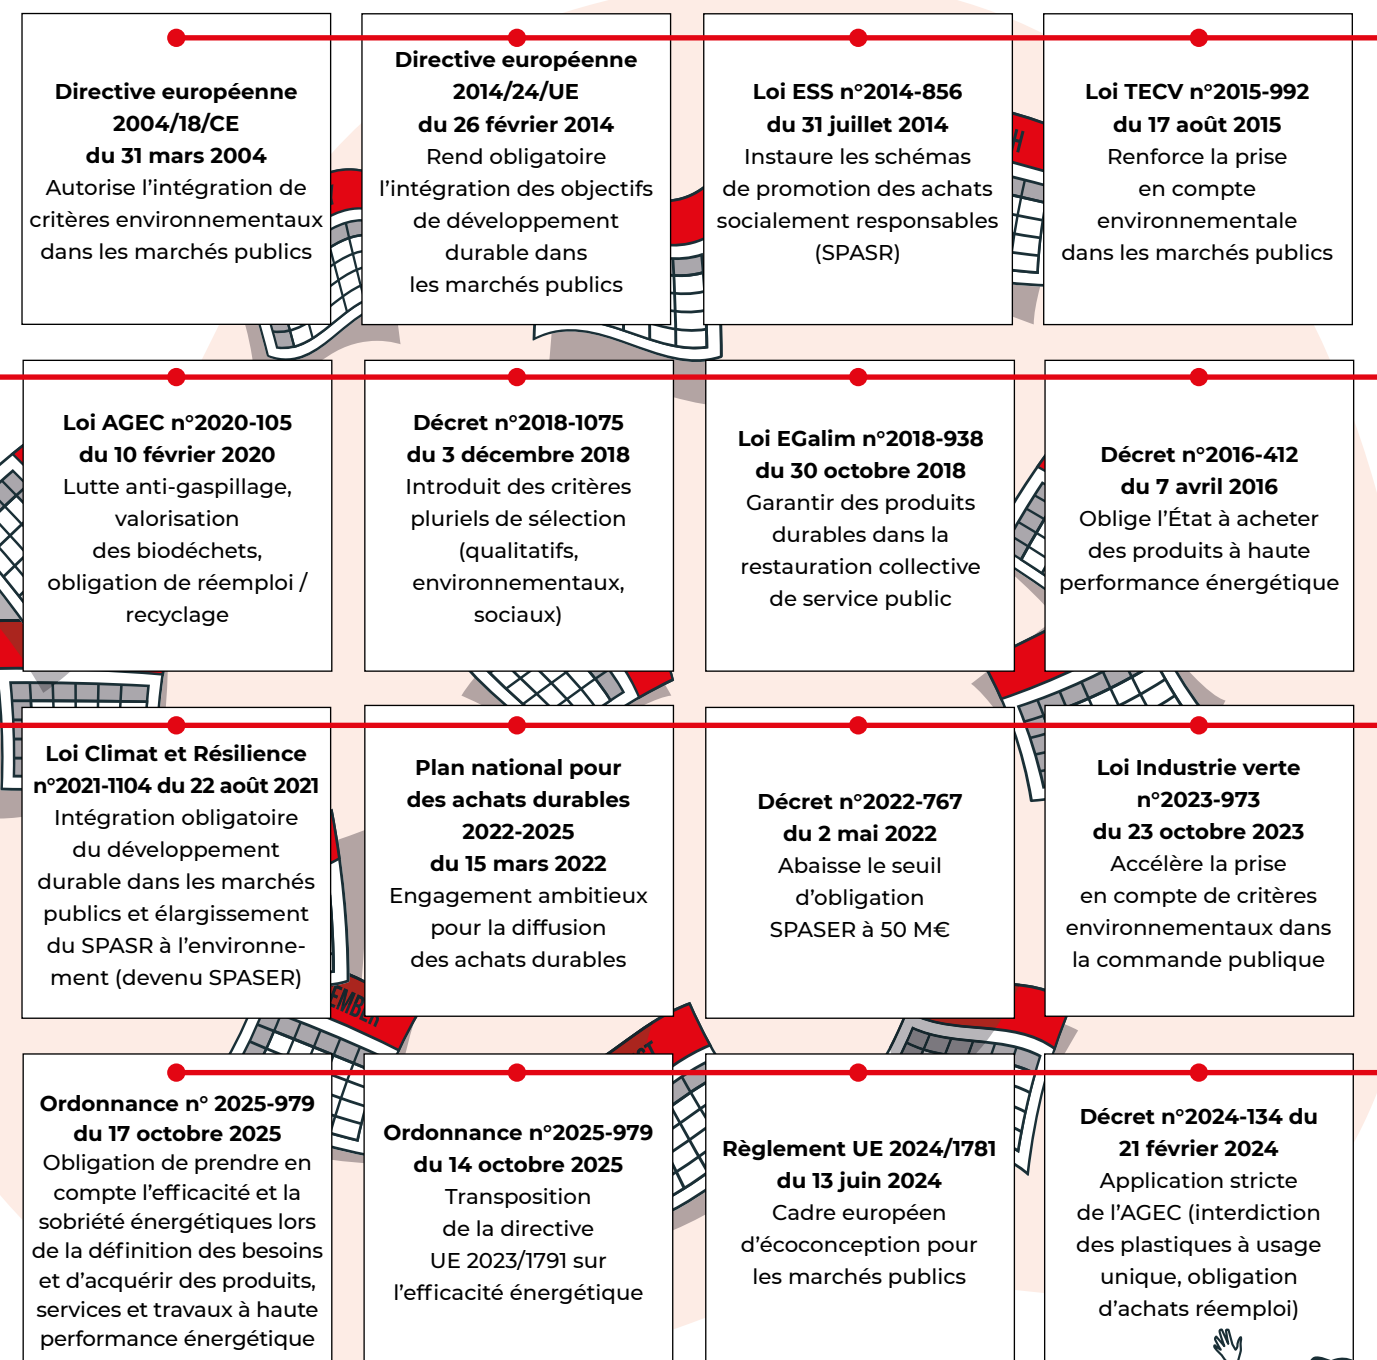 Directive européenne
2004/18/CE
du 31 mars 2004
Autorise l’intégration de
critères environnementaux
dans les marchés publics
Directive européenne
2014/24/UE
du 26 février 2014
Rend obligatoire
l’intégration des objectifs
de développement
durable dans
les marchés publics
Loi ESS n°2014-856
du 31 juillet 2014
Instaure les schémas
de promotion des achats
socialement responsables
(SPASR)
Loi TECV n°2015-992
du 17 août 2015
Renforce la prise
en compte
environnementale
dans les marchés publics
Loi AGEC n°2020-105
du 10 février 2020
Lutte anti-gaspillage,
valorisation
des biodéchets,
obligation de réemploi /
recyclage
Décret n°2018-1075
du 3 décembre 2018
Introduit des critères
pluriels de sélection
(qualitatifs,
environnementaux,
sociaux)
Loi EGalim n°2018-938
du 30 octobre 2018
Garantir des produits
durables dans la
restauration collective
de service public
Décret n°2016-412
du 7 avril 2016
Oblige l’État à acheter
des produits à haute
performance énergétique
Loi Climat et Résilience
n°2021-1104 du 22 août 2021
Intégration obligatoire
du développement
durable dans les marchés
publics et élargissement
du SPASR à l’environne-
ment (devenu SPASER)
Plan national pour
des achats durables
2022-2025
du 15 mars 2022
Engagement ambitieux
pour la diffusion
des achats durables
Décret n°2022-767
du 2 mai 2022
Abaisse le seuil
d’obligation
SPASER à 50 M€
Loi Industrie verte
n°2023-973
du 23 octobre 2023
Accélère la prise
en compte de critères
environnementaux dans
la commande publique
Ordonnance n° 2025-979
du 17 octobre 2025
Obligation de prendre en
compte l’efficacité et la
sobriété énergétiques lors
de la définition des besoins
et d'acquérir des produits,
services et travaux à haute
performance énergétique
Ordonnance n°2025-979
du 14 octobre 2025
Transposition
de la directive
UE 2023/1791 sur
l’efficacité énergétique
Règlement UE 2024/1781
du 13 juin 2024
Cadre européen
d’écoconception pour
les marchés publics
Décret n°2024-134 du
21 février 2024
Application stricte
de l’AGEC (interdiction
des plastiques à usage
unique, obligation
d’achats réemploi)